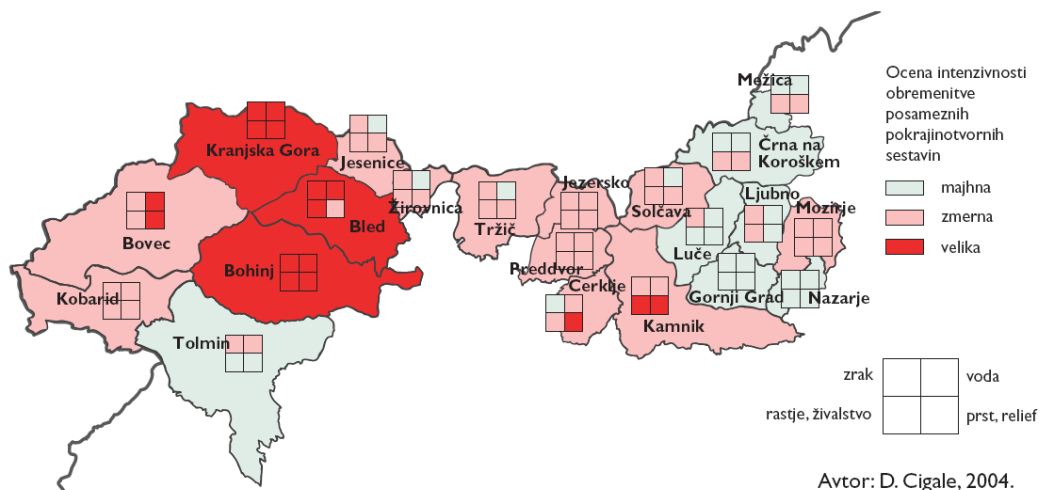 Mežica
Kranjska Gora
Jesenice
Črna na
Koroškem
Jezersko
Ljubno
Žirovnica
Solčava
Mozirje
Bled
Tržič
Bovec
Luče
Bohinj
Preddvor
Kobarid
Cerklje
Gornji Grad
Nazarje
Kamnik
Tolmin
Ocena intenzivnosti
obremenitve
posameznih
pokrajinotvornih
sestavin
majhna
zmerna
velika
zrak
voda
rastje, živalstvo
prst, relief
Avtor: D. Cigale, 2004.